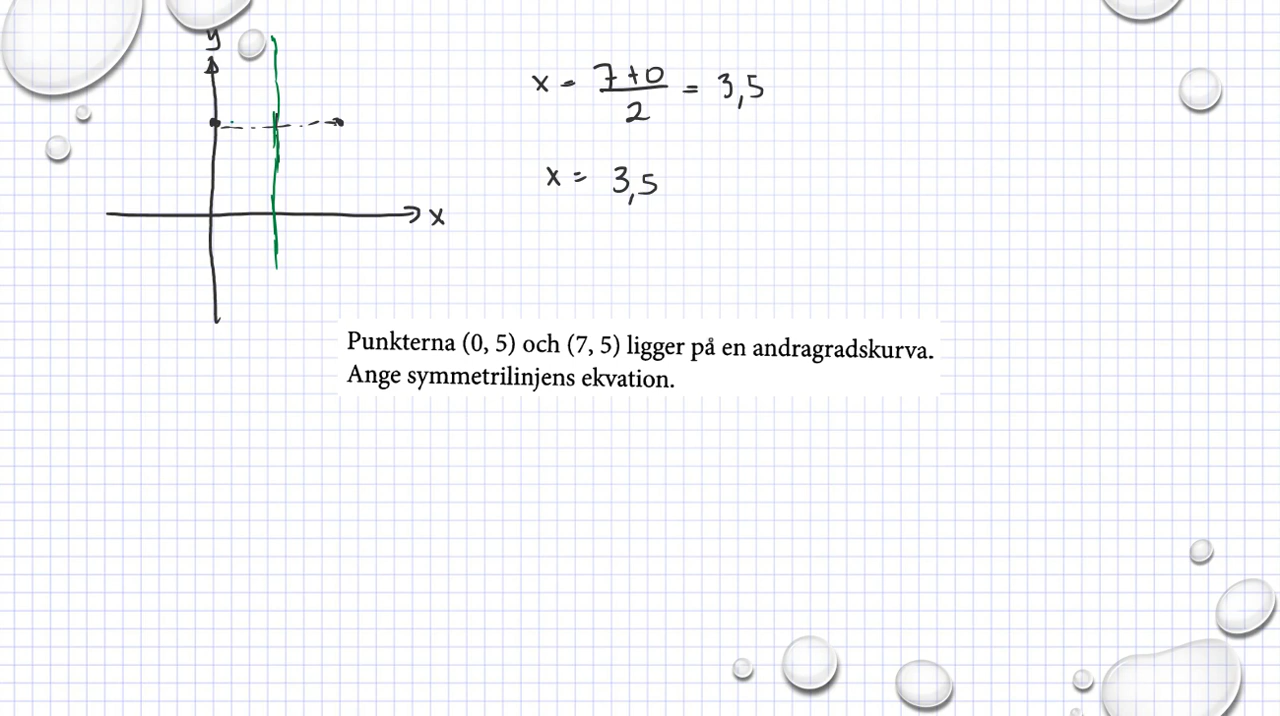 y
x = 7+0/2 = 3,5
x = 3,5
x
Punkterna (0, 5) och (7, 5) ligger på en andragradskurva.
Ange symmetrilinjens ekvation.